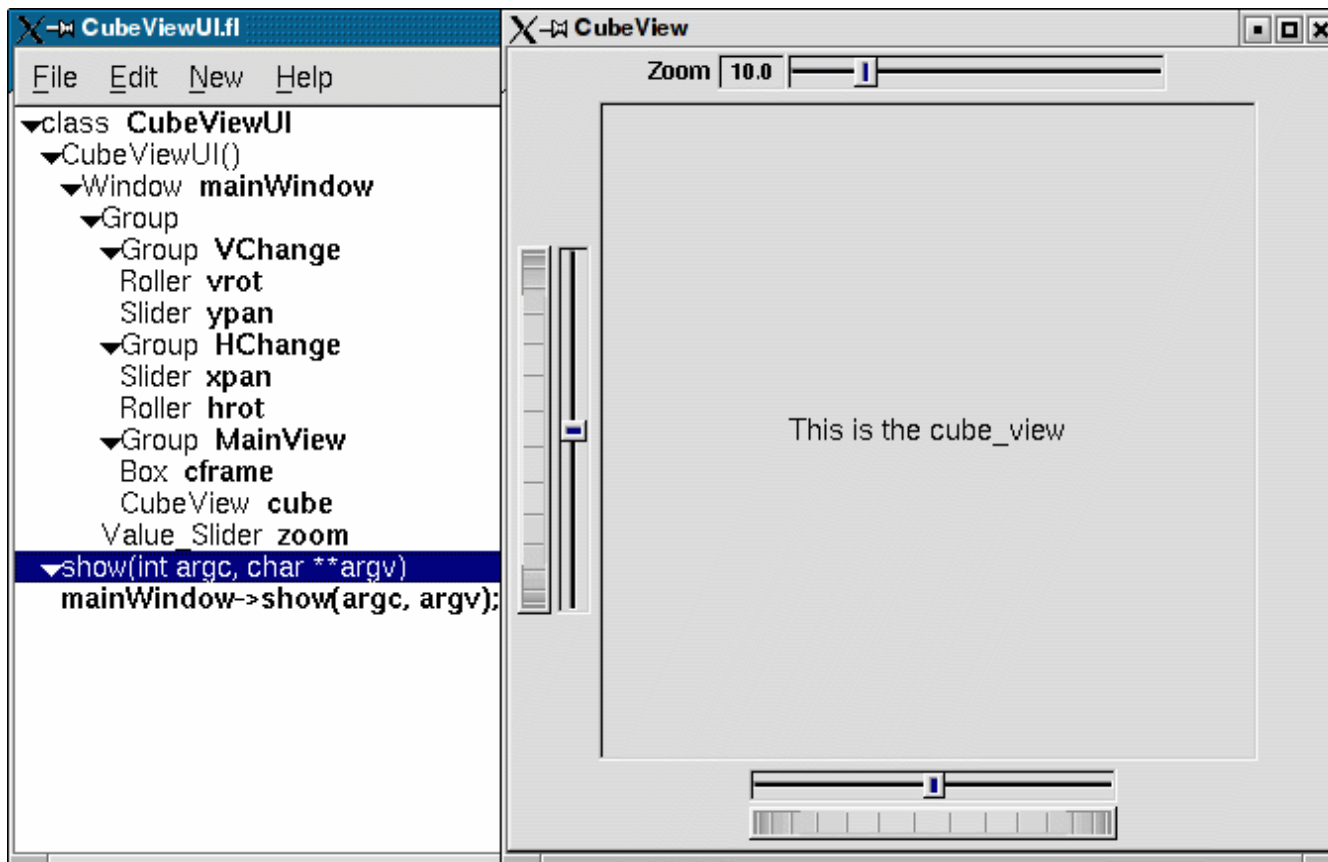 CubeViewUI.fl
File Edit New Help
class CubeViewUI
CubeViewUI()
Window mainWindow
Group
Group VChange
Roller vrot
Slider ypan
Group HChange
Slider xpan
Roller hrot
Group MainView
Box cframe
CubeView cube
Value_Slider zoom
show(int argc, char **argv)
mainWindow->show(argc, argv);
CubeView
Zoom 10.0
This is the cube_view